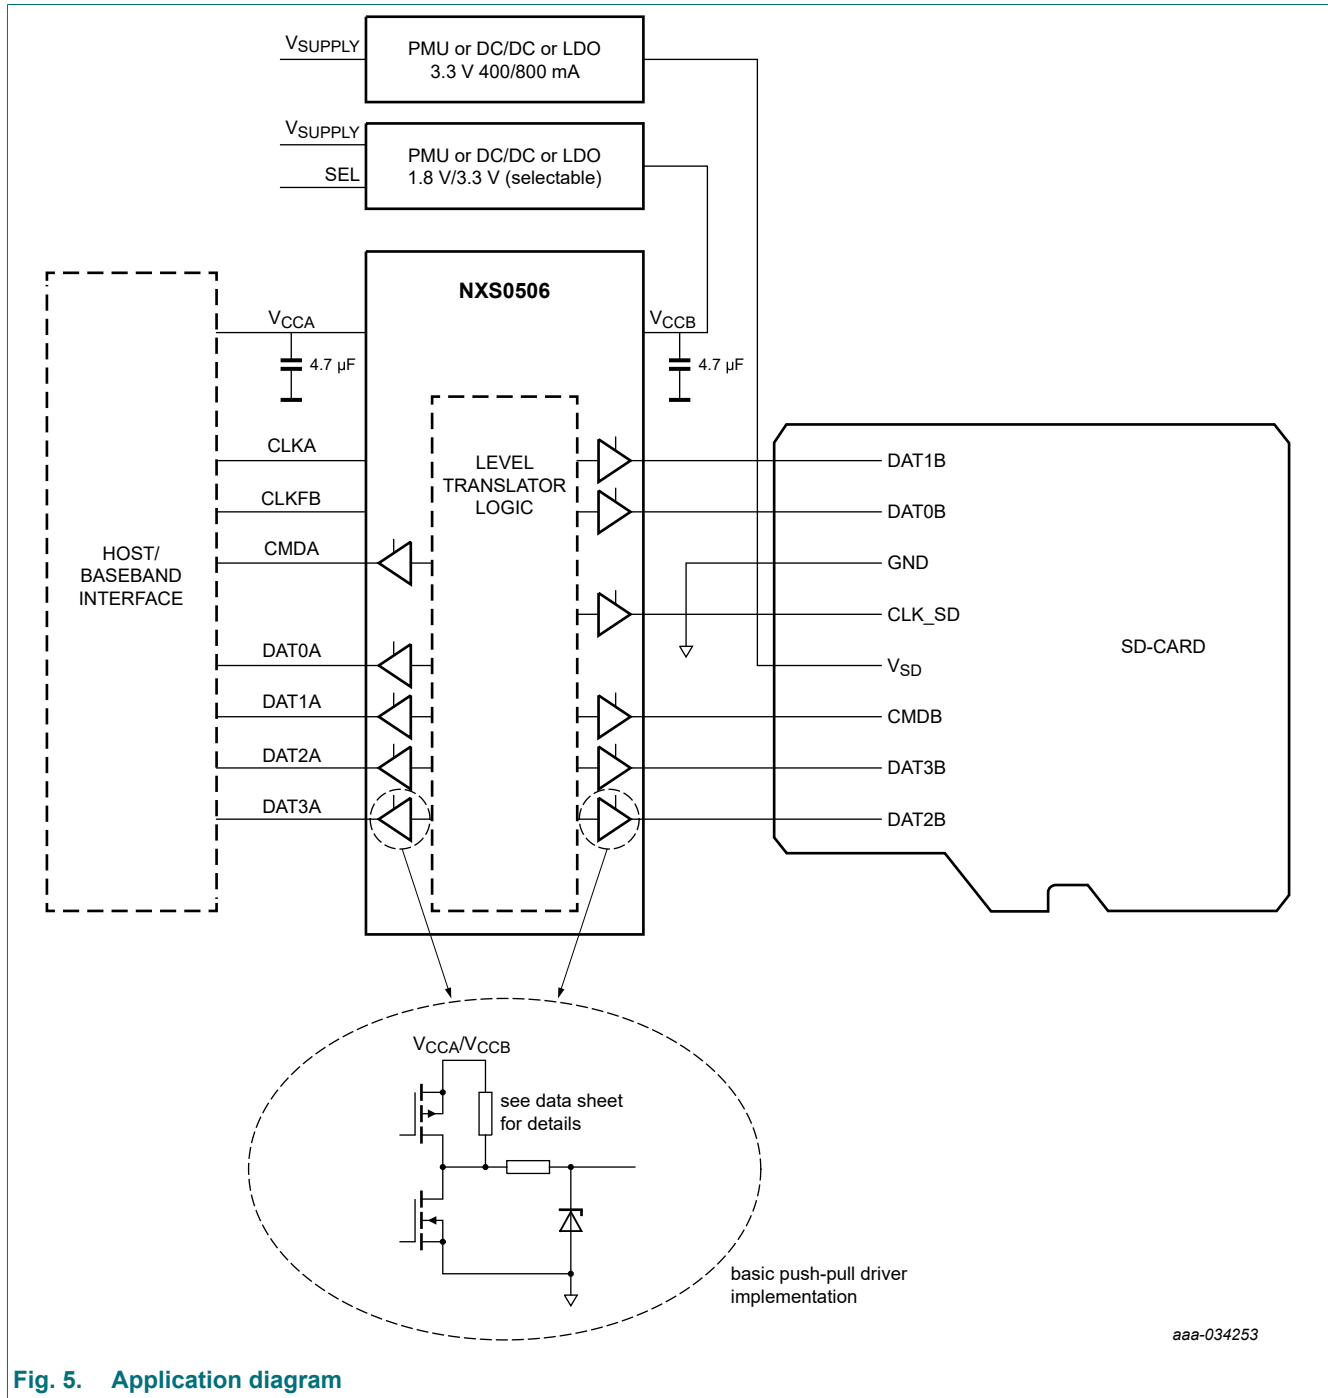 VSUPPLY
PMU or DC/DC or LDO
3.3 V 400/800 mA
VSUPPLY
SEL
PMU or DC/DC or LDO
1.8 V/3.3 V (selectable)
NXS0506
VCCA
4.7 µF
VCCB
4.7 µF
HOST/
BASEBAND
INTERFACE
CLKA
CLKFB
CMDA
DAT0A
DAT1A
DAT2A
DAT3A
LEVEL
TRANSLATOR
LOGIC
DAT1B
DAT0B
GND
CLK_SD
VSD
CMDB
DAT3B
DAT2B
SD-CARD
VCCA/VCCB
see data sheet
for details
basic push-pull driver
implementation
aaa-034253
Fig. 5. Application diagram